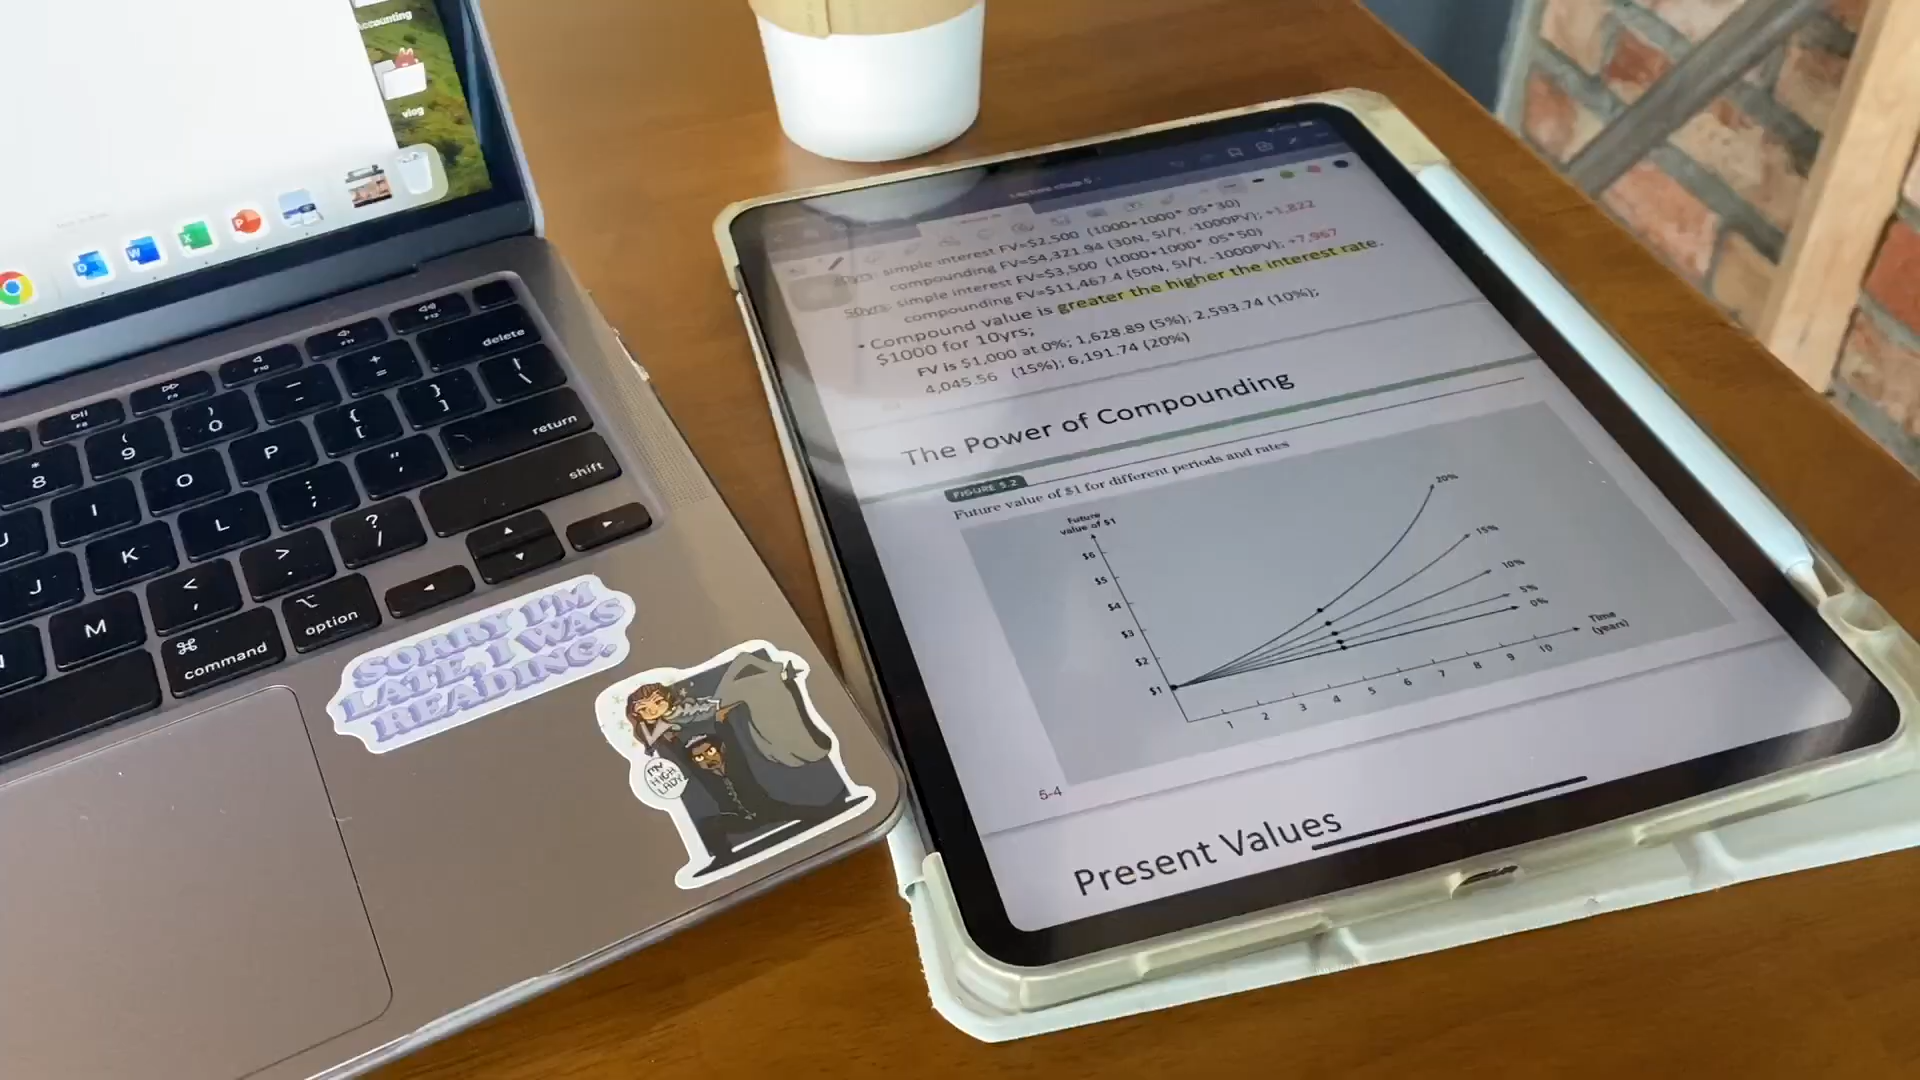 accounting
vlog
delete
return
shift
option
command
8
9
O
P
I
O
L
J
K
M
SORRY I'M
LATE, I WAS
READING.
MY
HIGH
LADY
simple interest FV=$2,500 (1000+1000*.05*30)
compounding FV=$4,321.94 (30N, 5I/Y, -1000PV); +1,822
50yrs: simple interest FV=$3,500 (1000+1000*.05*50)
compounding FV=$11,467.4 (50N, 5I/Y, -1000PV); +7,967
• Compound value is greater the higher the interest rate.
$1000 for 10yrs;
FV is $1,000 at 0%; 1,628.89 (5%); 2,593.74 (10%);
4,045.56 (15%); 6,191.74 (20%)
The Power of Compounding
FIGURE 5.2
Future value of $1 for different periods and rates
Future
value of $1
$6
$5
$4
$3
$2
$1
20%
15%
10%
5%
0%
Time
(years)
1 2 3 4 5 6 7 8 9 10
5-4
Present Values